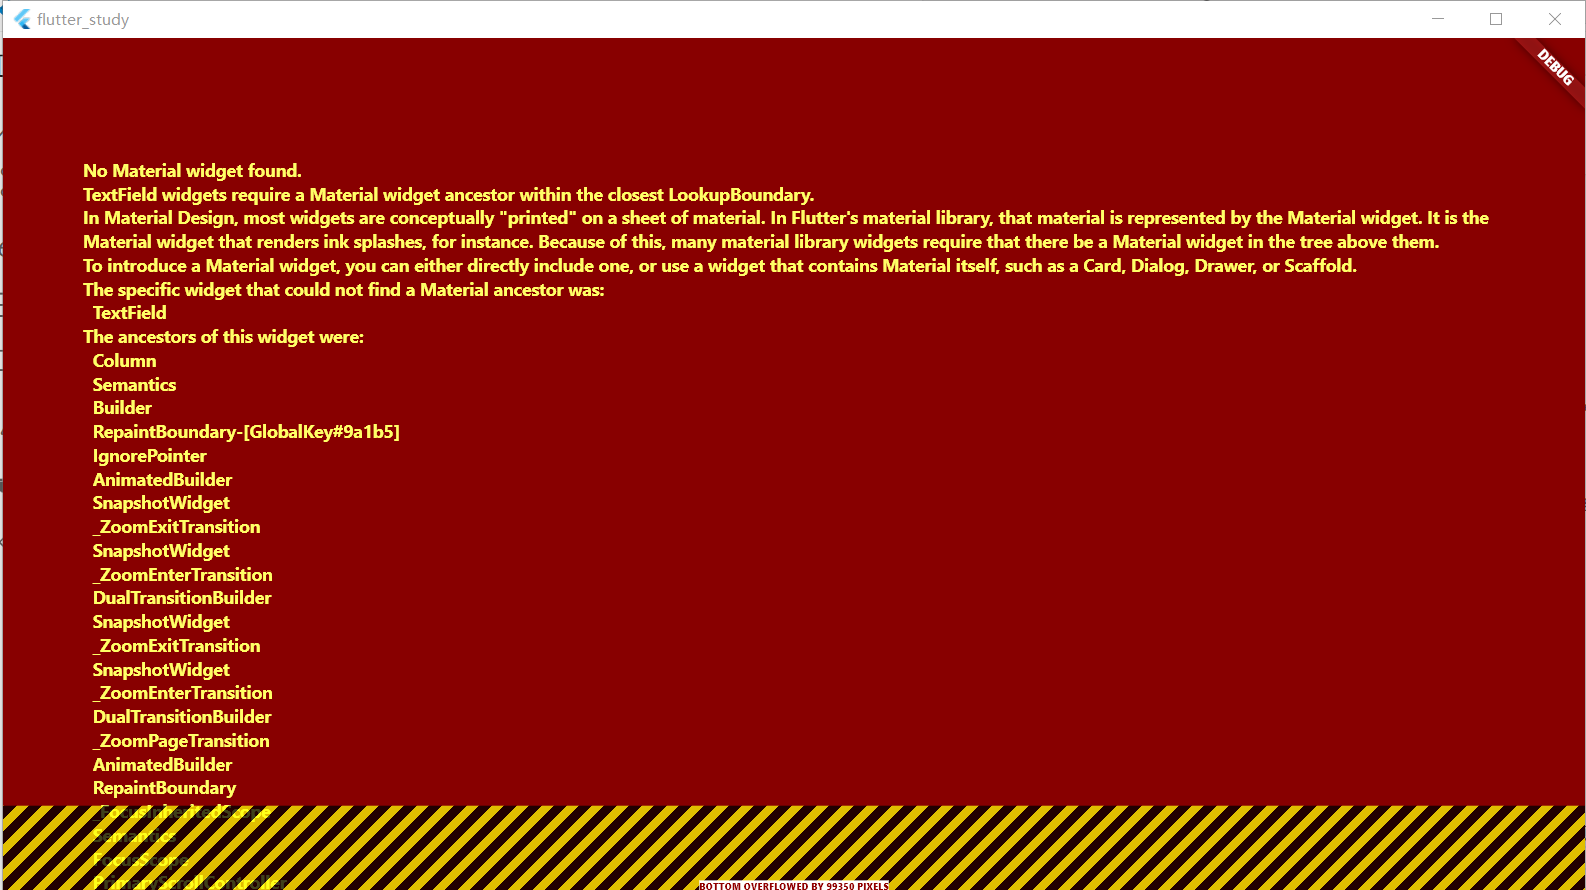 flutter_study
DEBUG
No Material widget found.
TextField widgets require a Material widget ancestor within the closest LookupBoundary.
In Material Design, most widgets are conceptually "printed" on a sheet of material. In Flutter's material library, that material is represented by the Material widget. It is the
Material widget that renders ink splashes, for instance. Because of this, many material library widgets require that there be a Material widget in the tree above them.
To introduce a Material widget, you can either directly include one, or use a widget that contains Material itself, such as a Card, Dialog, Drawer, or Scaffold.
The specific widget that could not find a Material ancestor was:
TextField
The ancestors of this widget were:
Column
Semantics
Builder
RepaintBoundary-[GlobalKey#9a1b5]
IgnorePointer
AnimatedBuilder
SnapshotWidget
_ZoomExitTransition
SnapshotWidget
_ZoomEnterTransition
DualTransitionBuilder
SnapshotWidget
_ZoomExitTransition
SnapshotWidget
_ZoomEnterTransition
DualTransitionBuilder
_ZoomPageTransition
AnimatedBuilder
RepaintBoundary
_FocusInheritedScope
Semantics
FocusScope
PrimaryScrollController
BOTTOM OVERFLOWED BY 99350 PIXELS